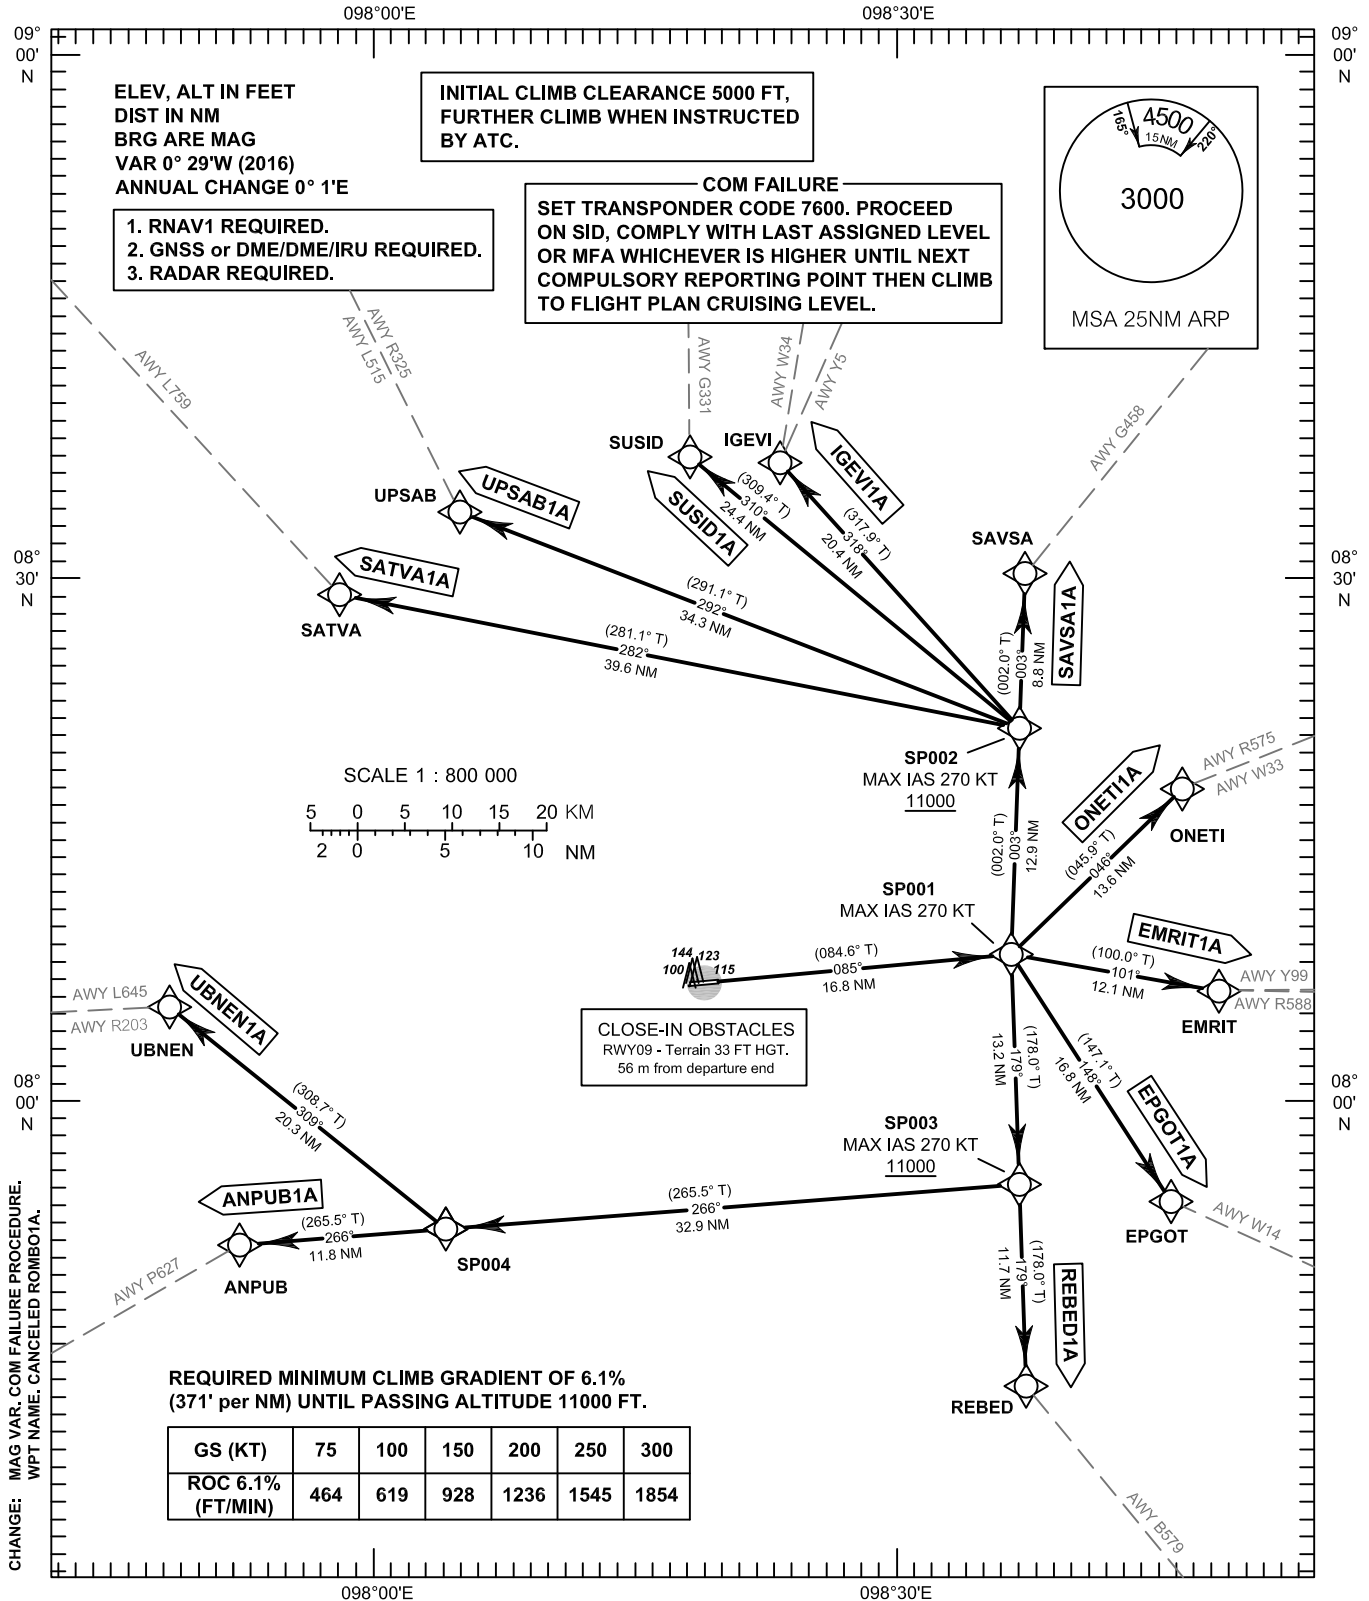 098°00'E
098°30'E
09°
00'
N
09°
00'
N
ELEV, ALT IN FEET
DIST IN NM
BRG ARE MAG
VAR 0° 29'W (2016)
ANNUAL CHANGE 0° 1'E
INITIAL CLIMB CLEARANCE 5000 FT,
FURTHER CLIMB WHEN INSTRUCTED
BY ATC.
165°
4500
15NM
220°
3000
MSA 25NM ARP
COM FAILURE
SET TRANSPONDER CODE 7600. PROCEED
ON SID, COMPLY WITH LAST ASSIGNED LEVEL
OR MFA WHICHEVER IS HIGHER UNTIL NEXT
COMPULSORY REPORTING POINT THEN CLIMB
TO FLIGHT PLAN CRUISING LEVEL.
1. RNAV1 REQUIRED.
2. GNSS or DME/DME/IRU REQUIRED.
3. RADAR REQUIRED.
AWY L759
AWY R325
AWY L515
AWY G331
AWY W34
AWY Y5
AWY G458
SUSID
IGEVI
UPSAB
UPSAB1A
SUSID1A
IGEVI1A
(309.4° T)
310°
24.4 NM
(317.9° T)
318°
20.4 NM
SAVSA
08°
30'
N
08°
30'
N
SATVA1A
SATVA
(291.1° T)
292°
34.3 NM
(281.1° T)
282°
39.6 NM
(002.0° T)
003°
8.8 NM
SAVSA1A
SP002
MAX IAS 270 KT
11000
SCALE 1 : 800 000
5 0 5 10 15 20 KM
2 0 5 10 NM
AWY R575
AWY W33
ONETI1A
ONETI
(002.0° T)
003°
12.9 NM
(045.9° T)
046°
13.6 NM
SP001
MAX IAS 270 KT
144 123
100 115
(084.6° T)
085°
16.8 NM
EMRIT1A
(100.0° T)
101°
12.1 NM
AWY Y99
AWY R588
EMRIT
CLOSE-IN OBSTACLES
RWY09 - Terrain 33 FT HGT.
56 m from departure end
AWY L645
AWY R203
UBNEN
UBNEN1A
(308.7° T)
309°
20.3 NM
(178.0° T)
179°
13.2 NM
(147.1° T)
148°
16.8 NM
EPGOT1A
08°
00'
N
08°
00'
N
SP003
MAX IAS 270 KT
11000
ANPUB1A
(265.5° T)
266°
11.8 NM
(265.5° T)
266°
32.9 NM
SP004
ANPUB
AWY P627
EPGOT
AWY W14
(178.0° T)
179°
11.7 NM
REBED1A
REBED
AWY B579
REQUIRED MINIMUM CLIMB GRADIENT OF 6.1%
(371' per NM) UNTIL PASSING ALTITUDE 11000 FT.
GS (KT) 75 100 150 200 250 300
ROC 6.1%
(FT/MIN) 464 619 928 1236 1545 1854
CHANGE: MAG VAR. COM FAILURE PROCEDURE.
WPT NAME. CANCELED ROMBO1A.
098°00'E
098°30'E